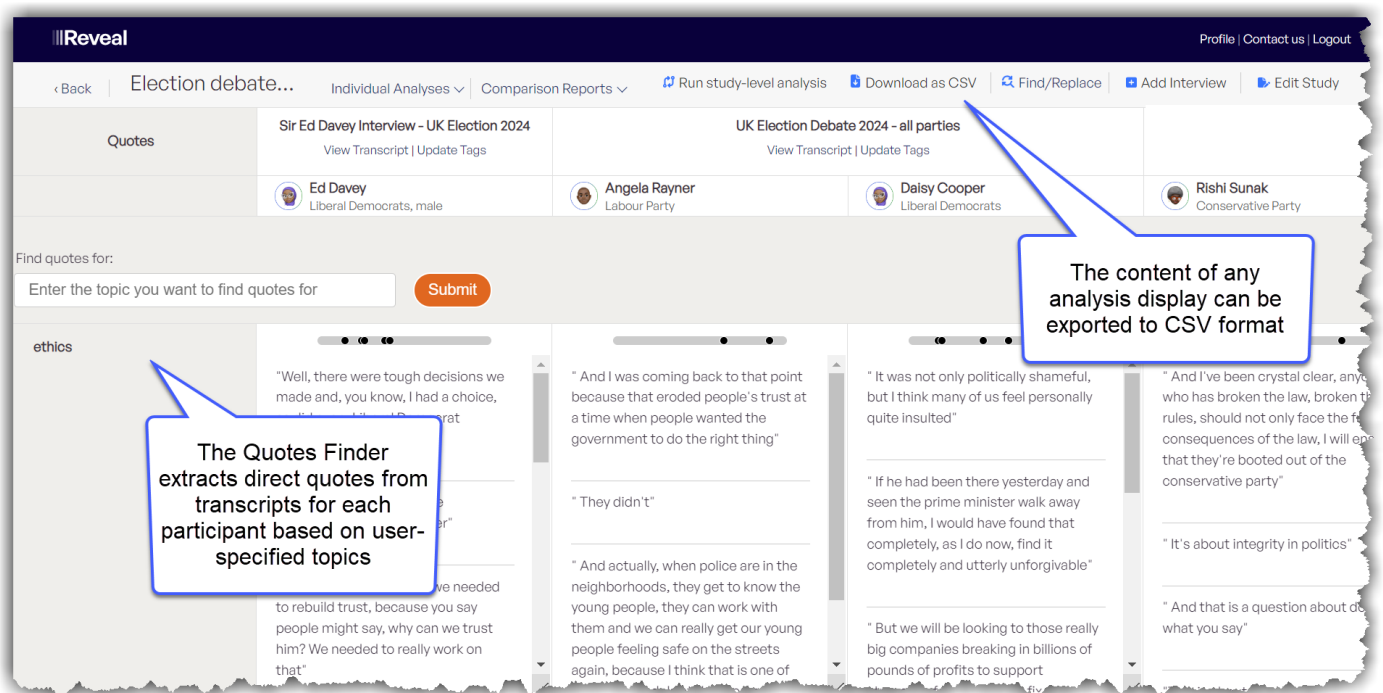 Reveal
Profile | Contact us | Logout
‹ Back
Election debate...
Individual Analyses
Comparison Reports
Run study-level analysis
Download as CSV
Find/Replace
Add Interview
Edit Study
Quotes
Sir Ed Davey Interview - UK Election 2024
View Transcript | Update Tags
UK Election Debate 2024 - all parties
View Transcript | Update Tags
Ed Davey
Liberal Democrats, male
Angela Rayner
Labour Party
Daisy Cooper
Liberal Democrats
Rishi Sunak
Conservative Party
Find quotes for:
Enter the topic you want to find quotes for
Submit
The content of any
analysis display can be
exported to CSV format
ethics
The Quotes Finder
extracts direct quotes from
transcripts for each
participant based on user-
specified topics
"Well, there were tough decisions we
made and, you know, I had a choice,
we needed
to rebuild trust, because you say
people might say, why can we trust
him? We needed to really work on
that"
" And I was coming back to that point
because that eroded people's trust at
a time when people wanted the
government to do the right thing"
" They didn't"
" And actually, when police are in the
neighborhoods, they get to know the
young people, they can work with
them and we can really get our young
people feeling safe on the streets
again, because I think that is one of
" It was not only politically shameful,
but I think many of us feel personally
quite insulted"
" If he had been there yesterday and
seen the prime minister walk away
from him, I would have found that
completely, as I do now, find it
completely and utterly unforgivable"
" But we will be looking to those really
big companies breaking in billions of
pounds of profits to support
" And I've been crystal clear,
who has broken the law, broken
rules, should not only face the
consequences of the law, I will
that they're booted out of the
conservative party"
" It's about integrity in politics"
" And that is a question about
what you say"